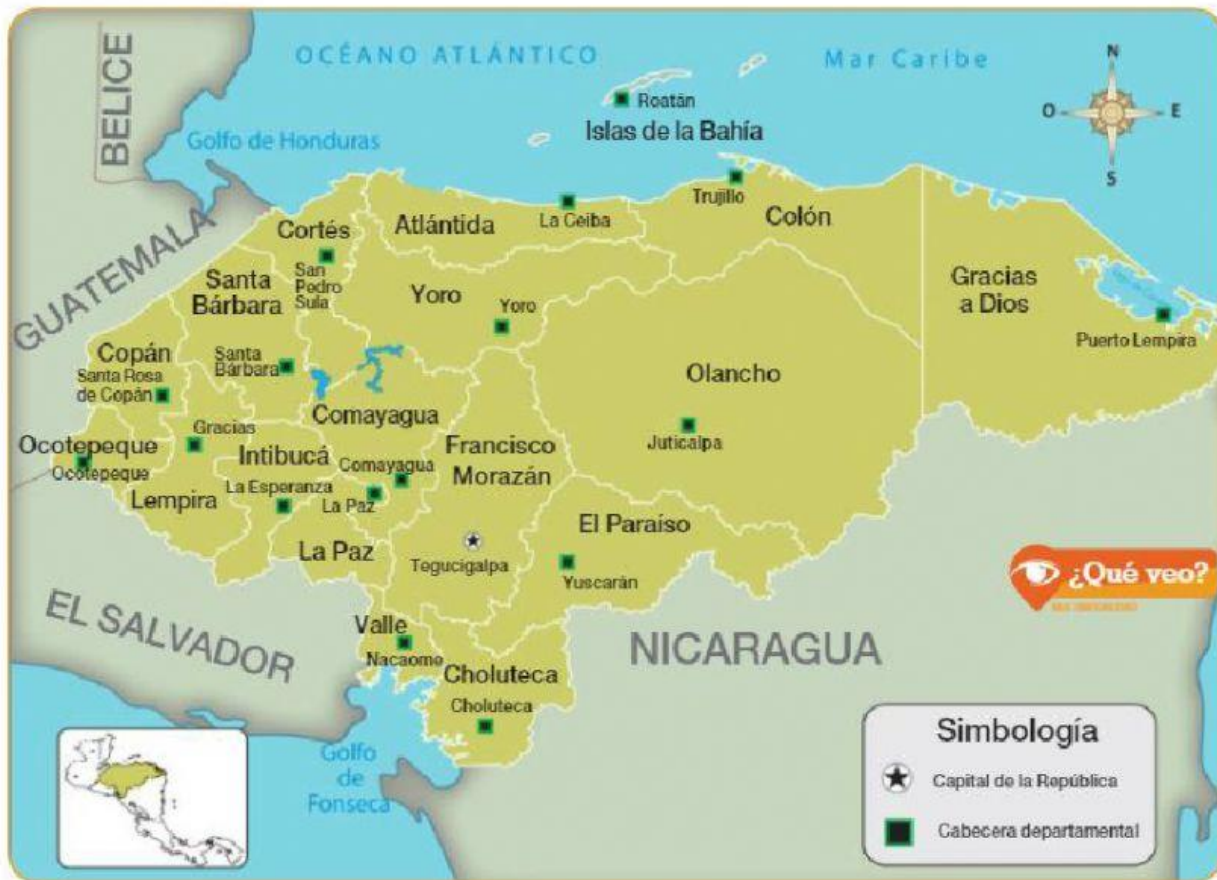 BELICE
OCÉANO ATLÁNTICO
Mar Caribe
N
O
E
S
Roatán
Islas de la Bahía
Golfo de Honduras
GUATEMALA
Cortés
Atlántida
La Ceiba
Trujillo
Colón
Santa
Bárbara
San
Pedro
Sula
Yoro
Yoro
Gracias
a Dios
Puerto Lempira
Copán
Santa Rosa
de Copán
Santa
Bárbara
Olancho
Juticalpa
Comayagua
Ocotepeque
Ocotepeque
Gracias
Intibucá
Comayagua
Francisco
Morazán
Lempira
La Esperanza
La Paz
La Paz
Tegucigalpa
El Paraíso
Yuscarán
¿Qué veo?
EL SALVADOR
Valle
Nacaome
NICARAGUA
Choluteca
Choluteca
Golfo
de
Fonseca
Simbología
Capital de la República
Cabecera departamental